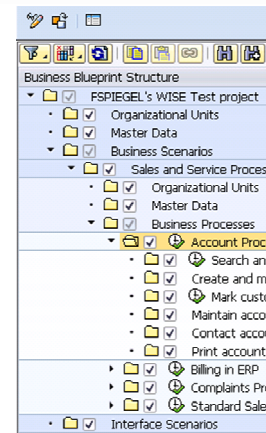 Business Blueprint Structure
FSPIEGEL's WISE Test project
Organizational Units
Master Data
Business Scenarios
Sales and Service Proces
Organizational Units
Master Data
Business Processes
Account Proc
Search an
Create and m
Mark custo
Maintain acco
Contact accou
Print account
Billing in ERP
Complaints Pr
Standard Sale
Interface Scenarios